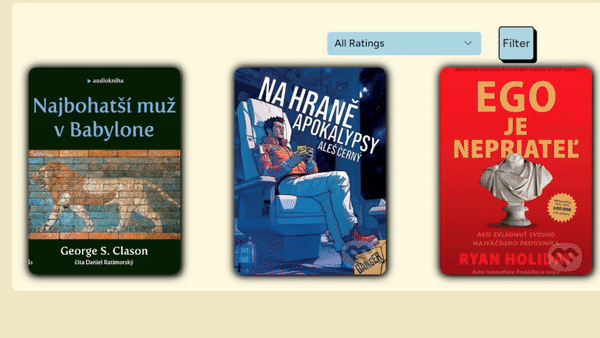 All Ratings
Filter
audiokniha
Najbohatší muž
v Babylone
George S. Clason
číta Daniel Ratimorský
NA HRANĚ
APOKALYPSY
ALEŠ ČERNÝ
DANGER
EGO
JE
NEPRIATEĽ
AKO ZVLÁDNUŤ SVOJHO
NAJVÄČŠIEHO PROTIVNÍKA
RYAN HOLIDAY